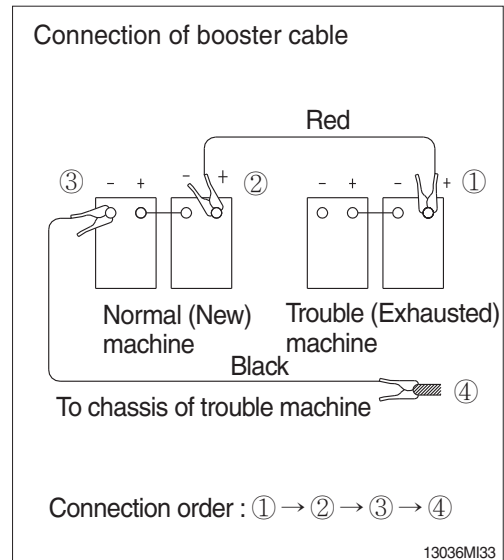 Connection of booster cable
Red
③ - + - + ② - + - + ①
Normal (New)
machine
Trouble (Exhausted)
machine
Black
To chassis of trouble machine ④
Connection order : ① → ② → ③ → ④
13036MI33